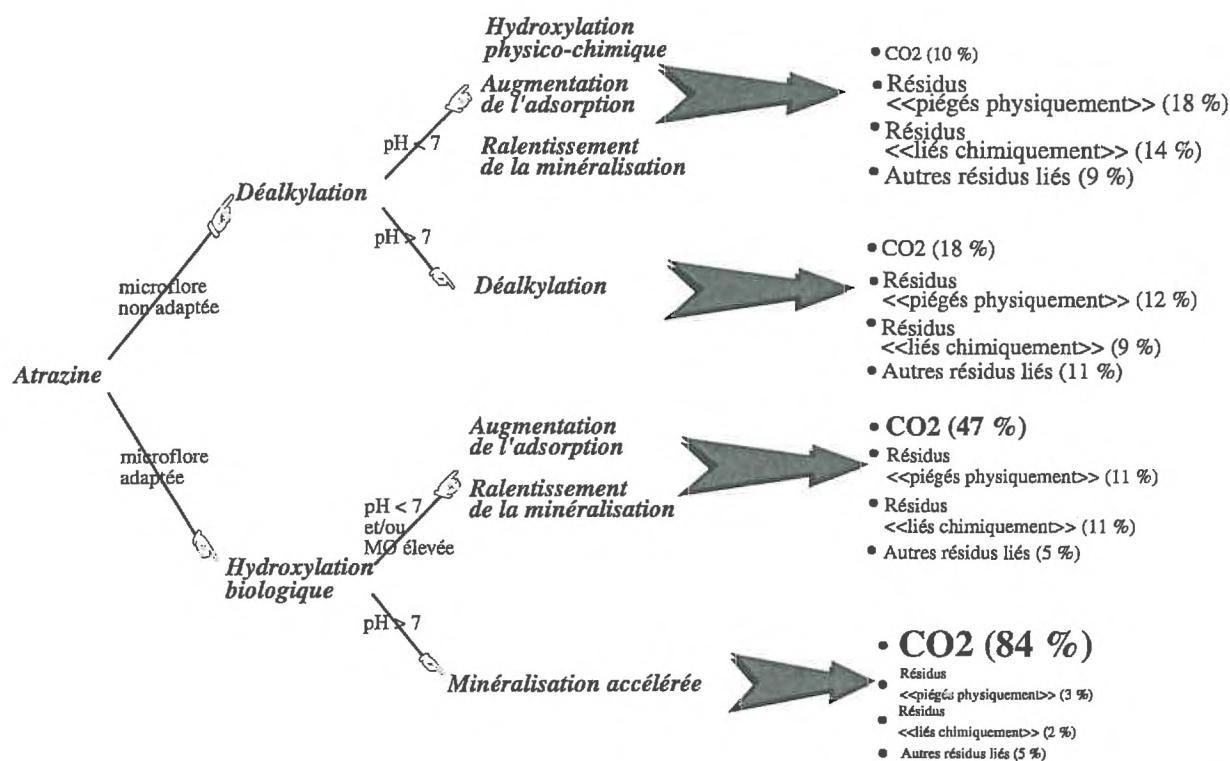 Atrazine
microflore
non adaptée
Déalkylation
pH < 7
Hydroxylation
physico-chimique
Augmentation
de l'adsorption
Ralentissement
de la minéralisation
• CO2 (10 %)
• Résidus
<<piégés physiquement>> (18 %)
• Résidus
<<liés chimiquement>> (14 %)
• Autres résidus liés (9 %)
pH > 7
Déalkylation
• CO2 (18 %)
• Résidus
<<piégés physiquement>> (12 %)
• Résidus
<<liés chimiquement>> (9 %)
• Autres résidus liés (11 %)
microflore
adaptée
Hydroxylation
biologique
pH < 7
et/ou
MO élevée
Augmentation
de l'adsorption
Ralentissement
de la minéralisation
• CO2 (47 %)
• Résidus
<<piégés physiquement>> (11 %)
• Résidus
<<liés chimiquement>> (11 %)
• Autres résidus liés (5 %)
pH > 7
Minéralisation accélérée
• CO2 (84 %)
• Résidus
<<piégés physiquement>> (3 %)
• Résidus
<<liés chimiquement>> (2 %)
• Autres résidus liés (5 %)